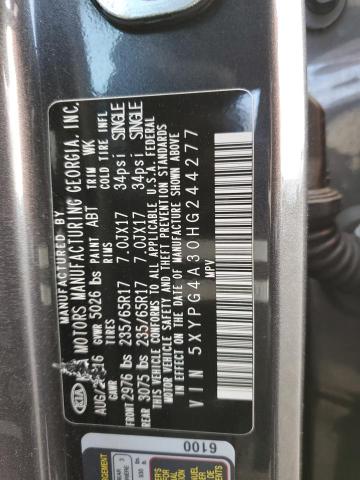 MANUFACTURED BY
KIA MOTORS MANUFACTURING GEORGIA, INC.
AUG/ 16 GVWR 5026 lbs PAINT ABT TRIM WK
GAWR TIRES RIMS COLD TIRE INFL
FRONT 2976 lbs 235/65R17 7.0JX17 34psi SINGLE
REAR 3075 lbs 235/65R17 7.0JX17 34psi SINGLE
THIS VEHICLE CONFORMS TO ALL APPLICABLE U.S.A. FEDERAL
MOTOR VEHICLE SAFETY AND THEFT PREVENTION STANDARDS
IN EFFECT ON THE DATE OF MANUFACTURE SHOWN ABOVE
VIN 5XYPG4A30HG244277
MPV
6100